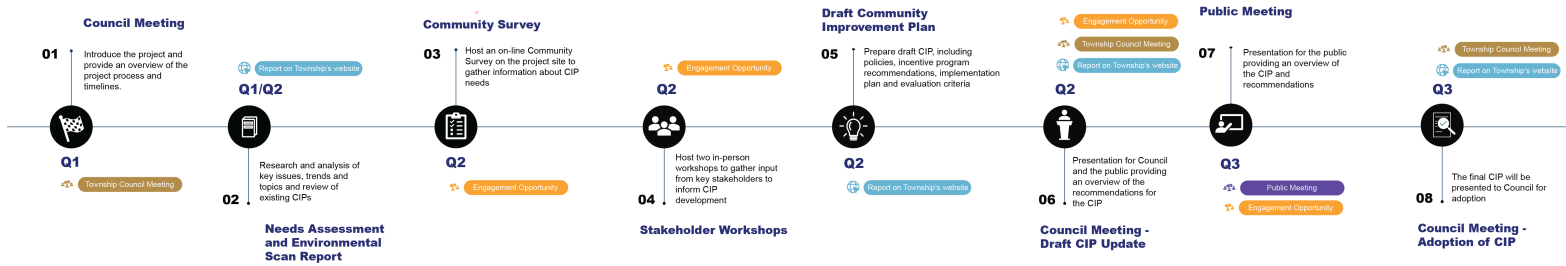 Council Meeting
01
Introduce the project and
provide an overview of the
project process and
timelines.
Q1
Township Council Meeting
Report on Township's website
Q1/Q2
02
Research and analysis of
key issues, trends and
topics and review of
existing CIPs
Needs Assessment
and Environmental
Scan Report
Community Survey
03
Host an on-line Community
Survey on the project site to
gather information about CIP
needs
Q2
Engagement Opportunity
Engagement Opportunity
Q2
04
Host two in-person
workshops to gather input
from key stakeholders to
inform CIP
development
Stakeholder Workshops
Draft Community
Improvement Plan
05
Prepare draft CIP, including
policies, incentive program
recommendations, implementation
plan and evaluation criteria
Q2
Report on Township's website
Engagement Opportunity
Township Council Meeting
Report on Township's website
Q2
06
Presentation for Council
and the public providing
an overview of the
recommendations for
the CIP
Council Meeting -
Draft CIP Update
Public Meeting
07
Presentation for the public
providing an overview of
the CIP and
recommendations
Q3
Public Meeting
Engagement Opportunity
Township Council Meeting
Report on Township's website
Q3
08
The final CIP will be
presented to Council for
adoption
Council Meeting -
Adoption of CIP